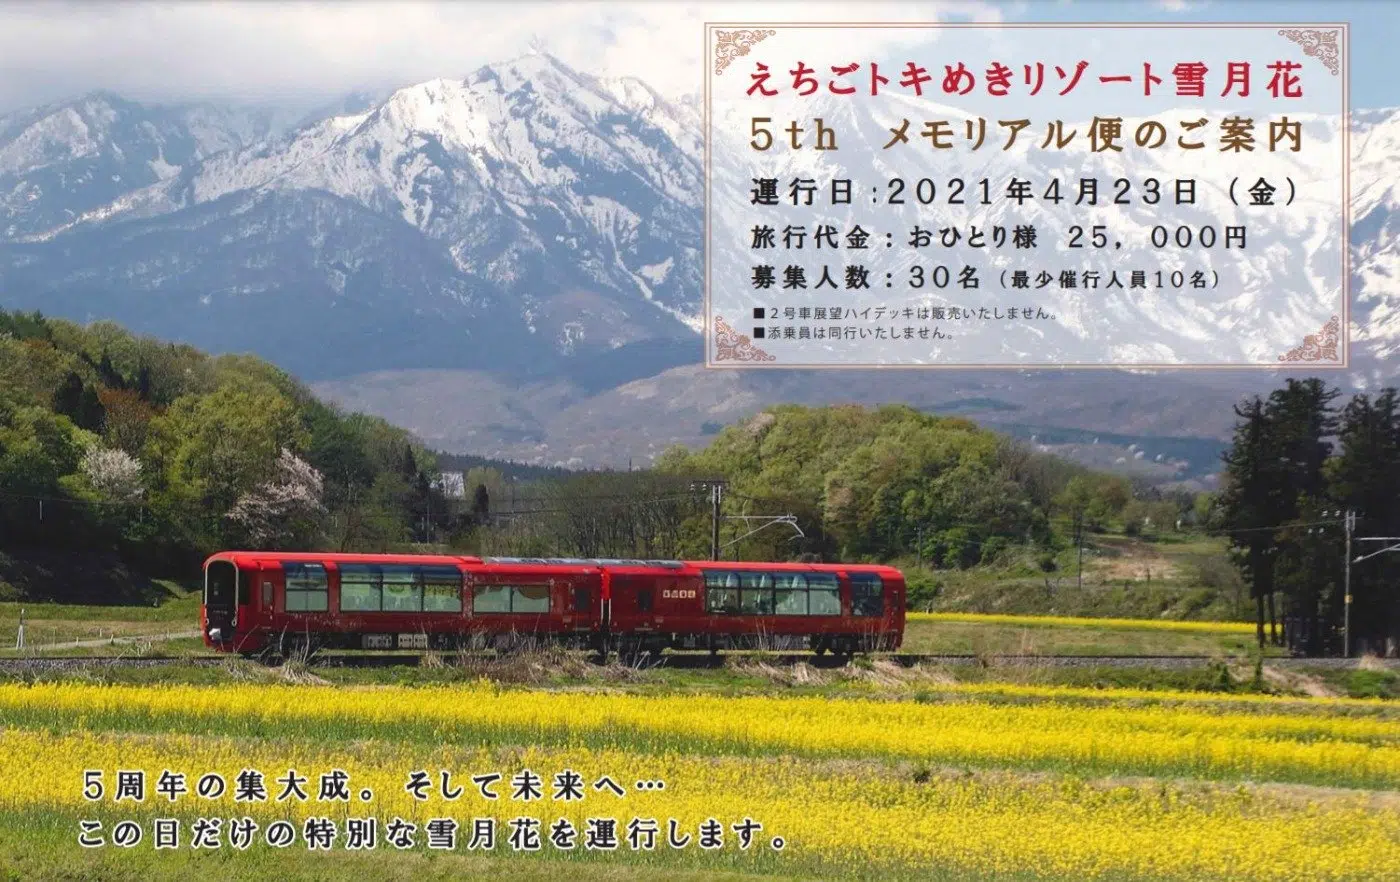 えちごトキめきリゾート雪月花
5th メモリアル便のご案内
運行日:2021年4月23日(金)
旅行代金:おひとり様 25,000円
募集人数:30名(最少催行人員10名)
■2号車展望ハイデッキは販売いたしません。
■添乗員は同行いたしません。
5周年の集大成。そして未来へ…
この日だけの特別な雪月花を運行します。